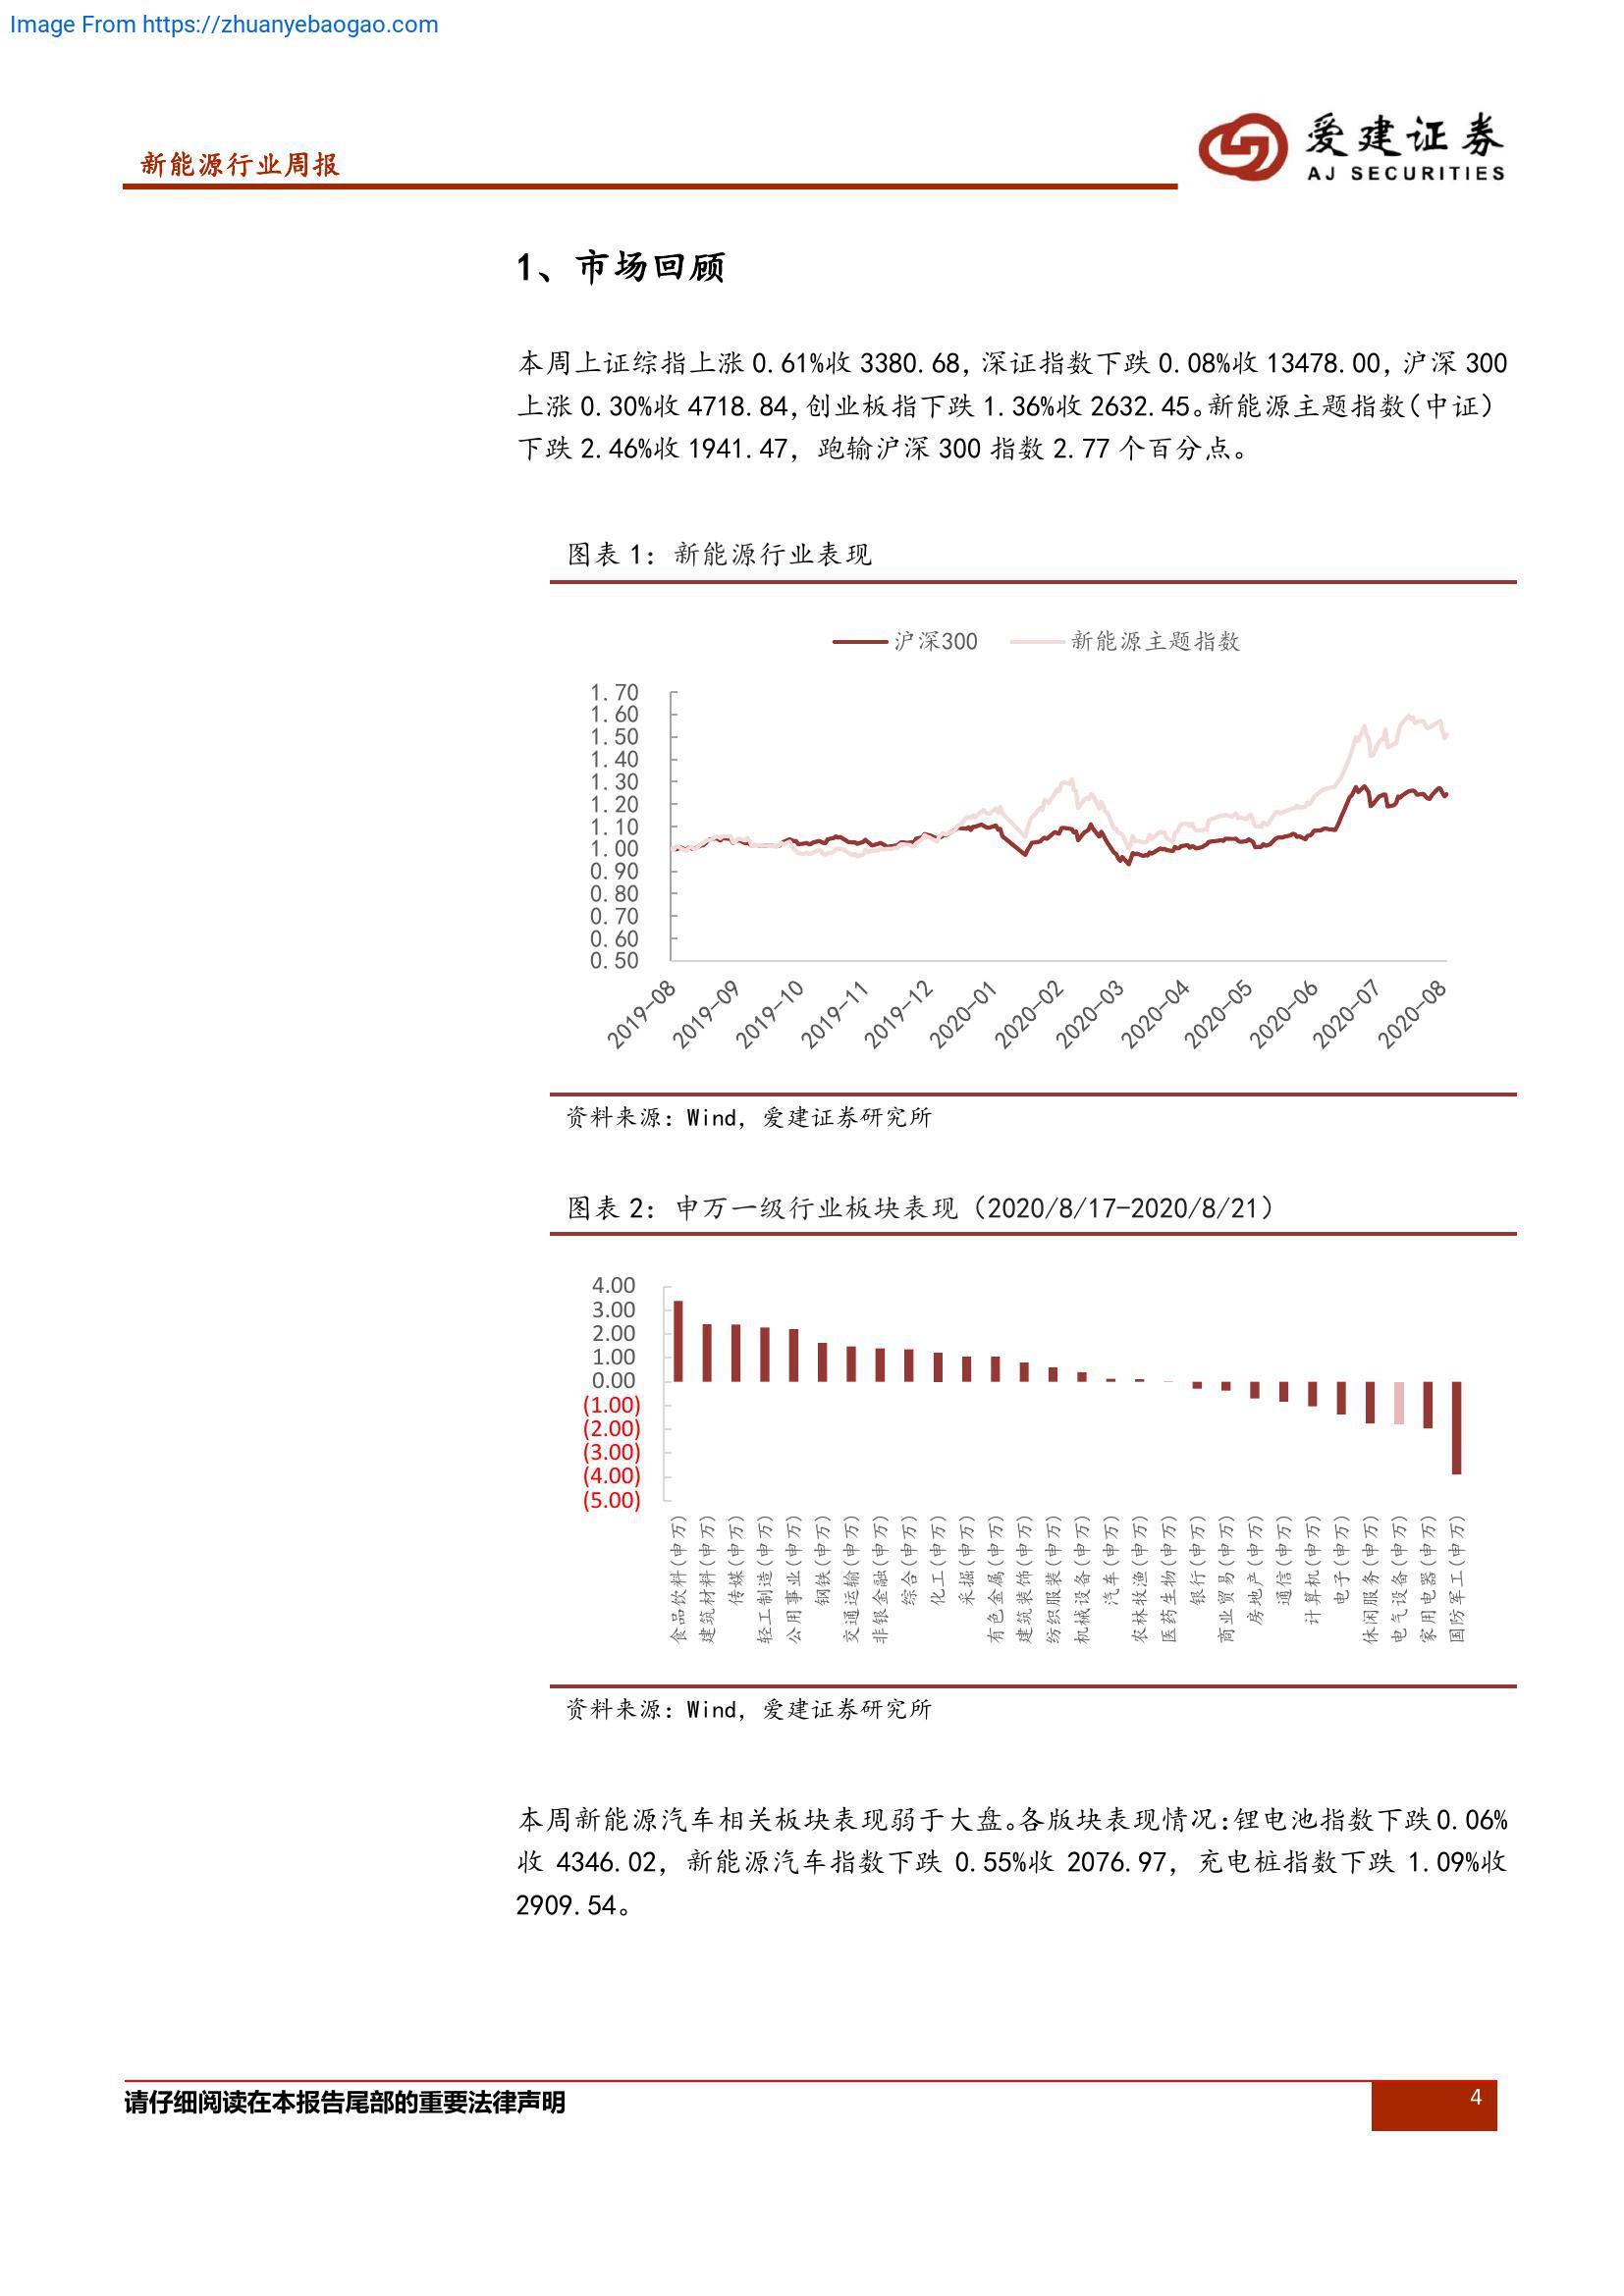 Image From https://zhuanyebaogao.com
新能源行业周报
爱建证券
AJ SECURITIES
1、市场回顾
本周上证综指上涨 0.61%收 3380.68，深证指数下跌 0.08%收 13478.00，沪深 300
上涨 0.30%收 4718.84，创业板指下跌 1.36%收 2632.45。新能源主题指数（中证）
下跌 2.46%收 1941.47，跑输沪深 300 指数 2.77 个百分点。
图表 1：新能源行业表现
沪深300 新能源主题指数
1.70
1.60
1.50
1.40
1.30
1.20
1.10
1.00
0.90
0.80
0.70
0.60
0.50
2019-08 2019-09 2019-10 2019-11 2019-12 2020-01 2020-02 2020-03 2020-04 2020-05 2020-06 2020-07 2020-08
资料来源：Wind，爱建证券研究所
图表 2：申万一级行业板块表现（2020/8/17-2020/8/21）
4.00
3.00
2.00
1.00
0.00
(1.00)
(2.00)
(3.00)
(4.00)
(5.00)
食品饮料(申万)
建筑材料(申万)
传媒(申万)
轻工制造(申万)
公用事业(申万)
钢铁(申万)
交通运输(申万)
非银金融(申万)
综合(申万)
化工(申万)
采掘(申万)
有色金属(申万)
建筑装饰(申万)
纺织服装(申万)
机械设备(申万)
汽车(申万)
农林牧渔(申万)
医药生物(申万)
银行(申万)
商业贸易(申万)
房地产(申万)
通信(申万)
计算机(申万)
电子(申万)
休闲服务(申万)
电气设备(申万)
家用电器(申万)
国防军工(申万)
资料来源：Wind，爱建证券研究所
本周新能源汽车相关板块表现弱于大盘。各版块表现情况：锂电池指数下跌 0.06%
收 4346.02，新能源汽车指数下跌 0.55%收 2076.97，充电桩指数下跌 1.09%收
2909.54。
请仔细阅读在本报告尾部的重要法律声明
4